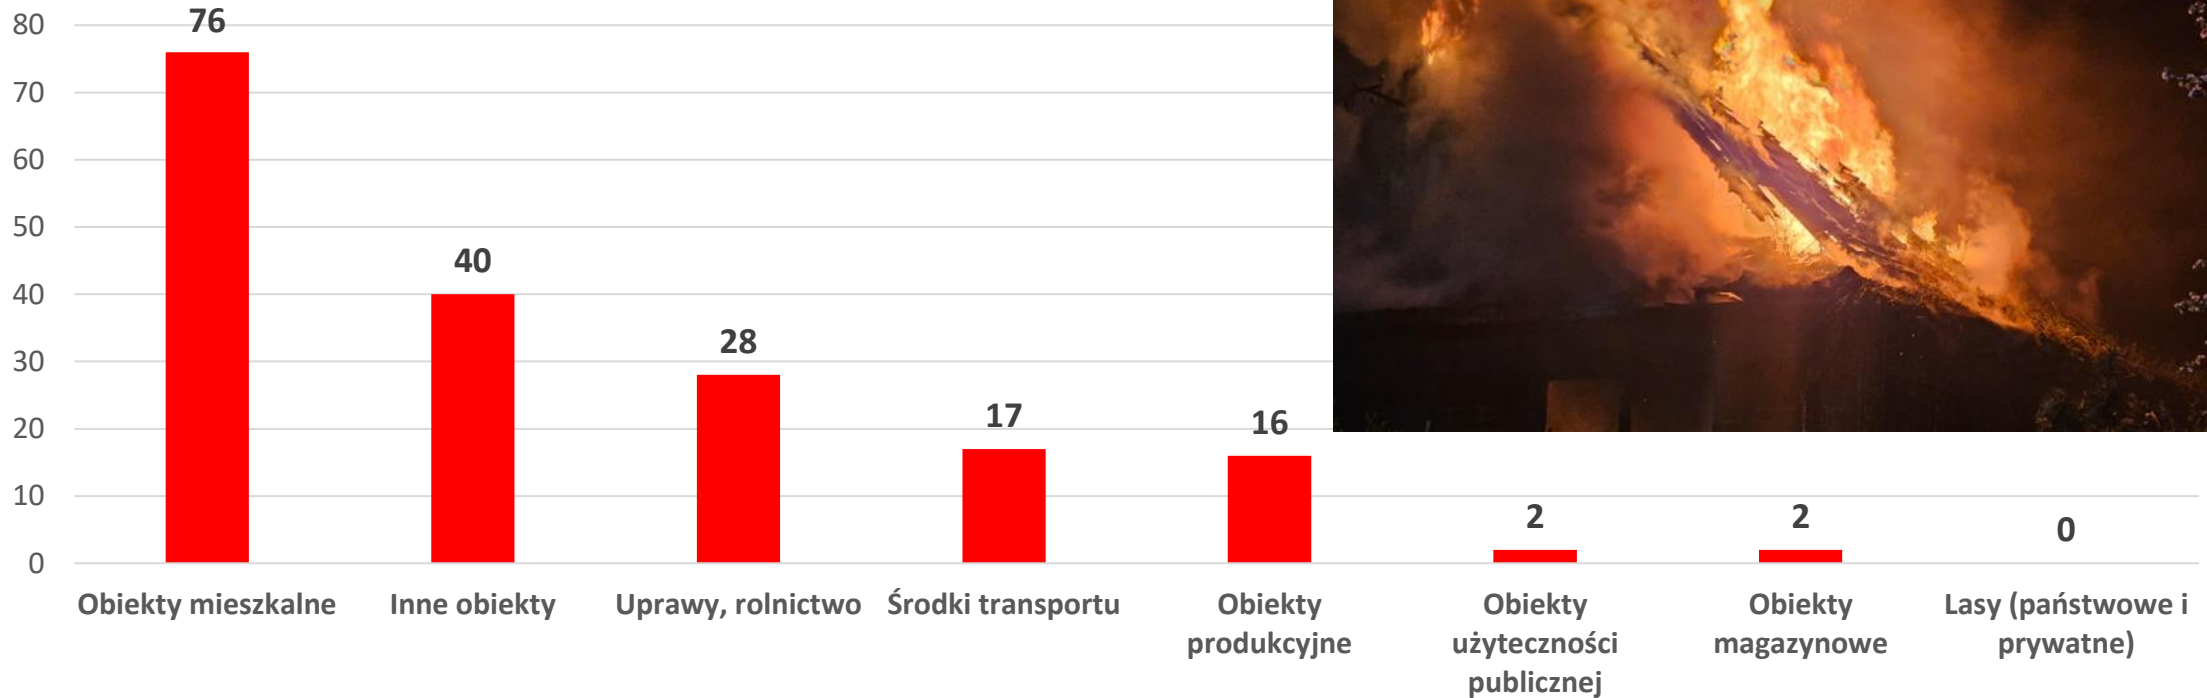 80
70
60
50
40
30
20
10
0
76
40
28
17
16
2
2
0
Obiekty mieszkalne
Inne obiekty
Uprawy, rolnictwo
Środki transportu
Obiekty
produkcyjne
Obiekty
użyteczności
publicznej
Obiekty
magazynowe
Lasy (państwowe i
prywatne)